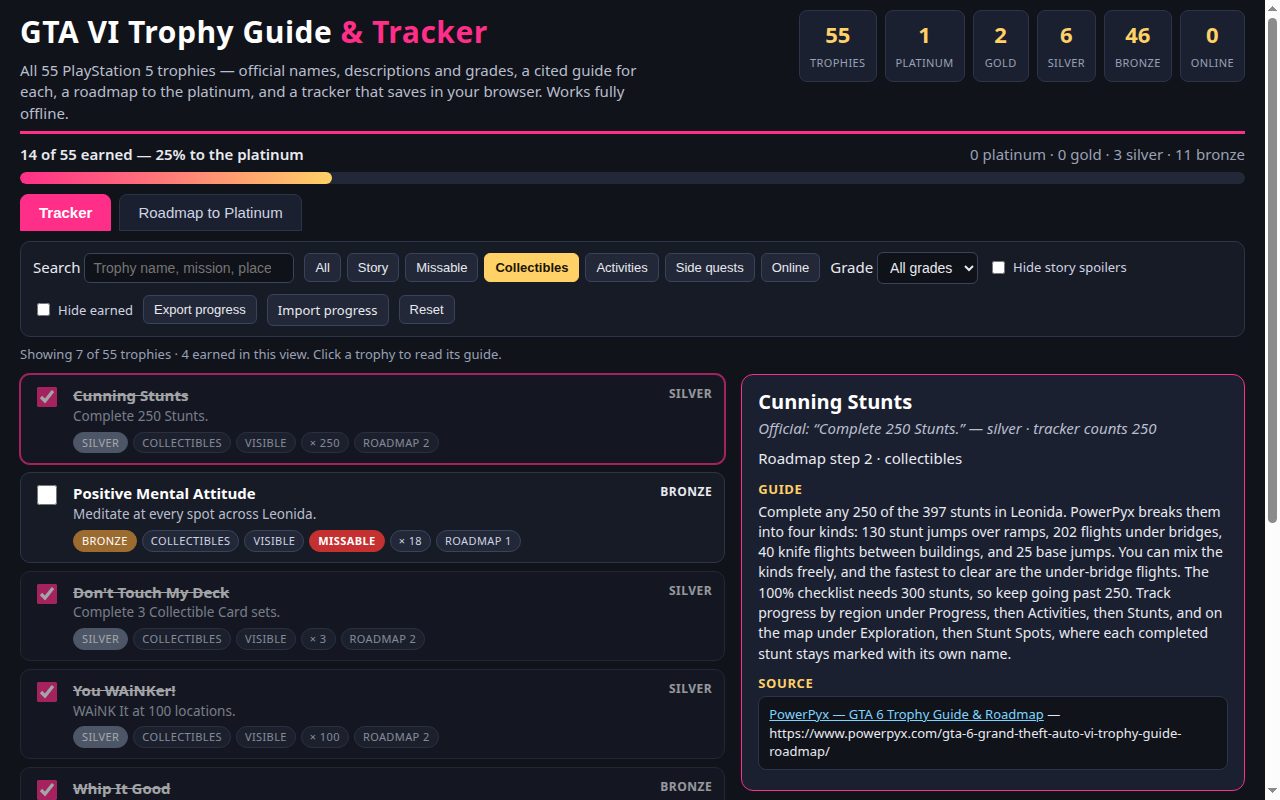 GTA VI Trophy Guide & Tracker
All 55 PlayStation 5 trophies — official names, descriptions and grades, a cited guide for
each, a roadmap to the platinum, and a tracker that saves in your browser. Works fully
offline.
55
TROPHIES
1
PLATINUM
2
GOLD
6
SILVER
46
BRONZE
0
ONLINE
14 of 55 earned — 25% to the platinum
0 platinum · 0 gold · 3 silver · 11 bronze
Tracker
Roadmap to Platinum
Search Trophy name, mission, place All Story Missable Collectibles Activities Side quests Online Grade All grades Hide story spoilers
Hide earned Export progress Import progress Reset
Showing 7 of 55 trophies · 4 earned in this view. Click a trophy to read its guide.
Cunning Stunts SILVER
Complete 250 Stunts.
SILVER COLLECTIBLES VISIBLE × 250 ROADMAP 2
Positive Mental Attitude BRONZE
Meditate at every spot across Leonida.
BRONZE COLLECTIBLES VISIBLE MISSABLE × 18 ROADMAP 1
Don't Touch My Deck SILVER
Complete 3 Collectible Card sets.
SILVER COLLECTIBLES VISIBLE × 3 ROADMAP 2
You WAiNKer! SILVER
WAiNK It at 100 locations.
SILVER COLLECTIBLES VISIBLE × 100 ROADMAP 2
Whip It Good BRONZE
Cunning Stunts
Official: “Complete 250 Stunts.” — silver · tracker counts 250
Roadmap step 2 · collectibles
GUIDE
Complete any 250 of the 397 stunts in Leonida. PowerPyx breaks them
into four kinds: 130 stunt jumps over ramps, 202 flights under bridges,
40 knife flights between buildings, and 25 base jumps. You can mix the
kinds freely, and the fastest to clear are the under-bridge flights. The
100% checklist needs 300 stunts, so keep going past 250. Track
progress by region under Progress, then Activities, then Stunts, and on
the map under Exploration, then Stunt Spots, where each completed
stunt stays marked with its own name.
SOURCE
PowerPyx — GTA 6 Trophy Guide & Roadmap —
https://www.powerpyx.com/gta-6-grand-theft-auto-vi-trophy-guide-
roadmap/